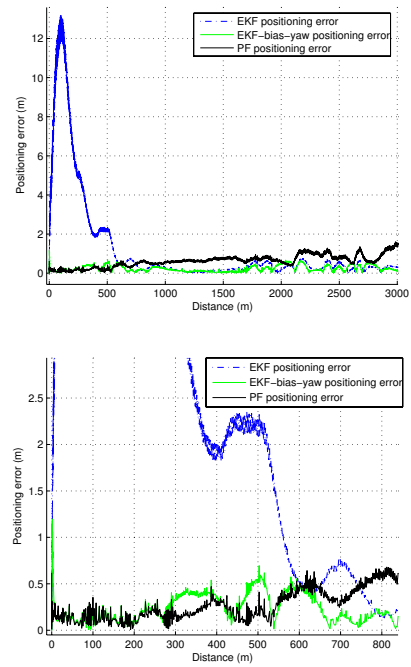 EKF positioning error
EKF-bias-yaw positioning error
PF positioning error
12
10
8
6
4
2
0
Positioning error (m)
0 500 1000 1500 2000 2500 3000
Distance (m)
EKF positioning error
EKF-bias-yaw positioning error
PF positioning error
2.5
2
1.5
1
0.5
0
Positioning error (m)
0 100 200 300 400 500 600 700 800
Distance (m)